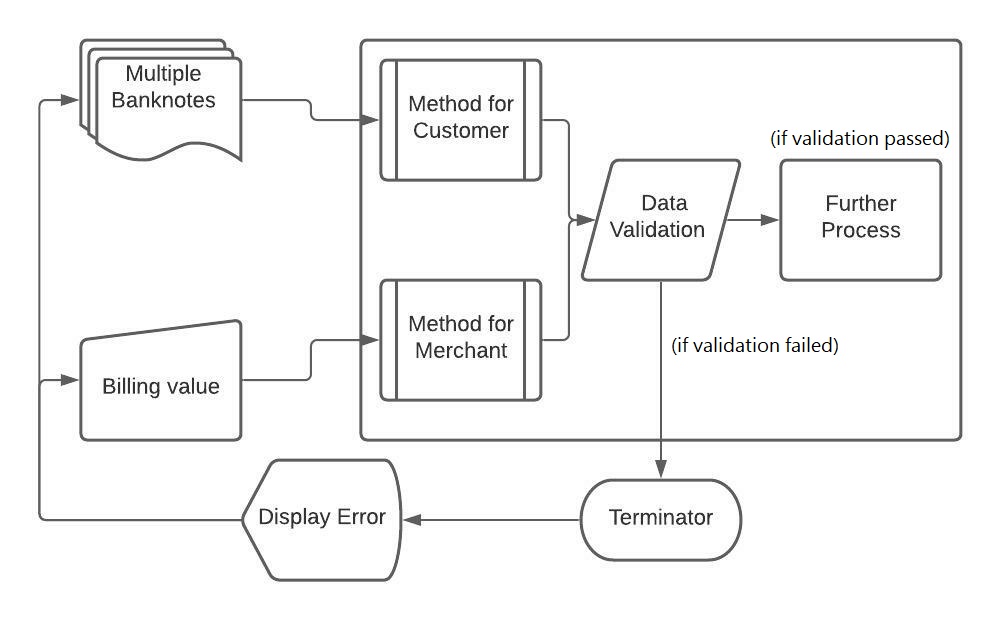 Multiple
Banknotes
Method for
Customer
(if validation passed)
Data
Validation
Further
Process
Method for
Merchant
(if validation failed)
Billing value
Display Error
Terminator